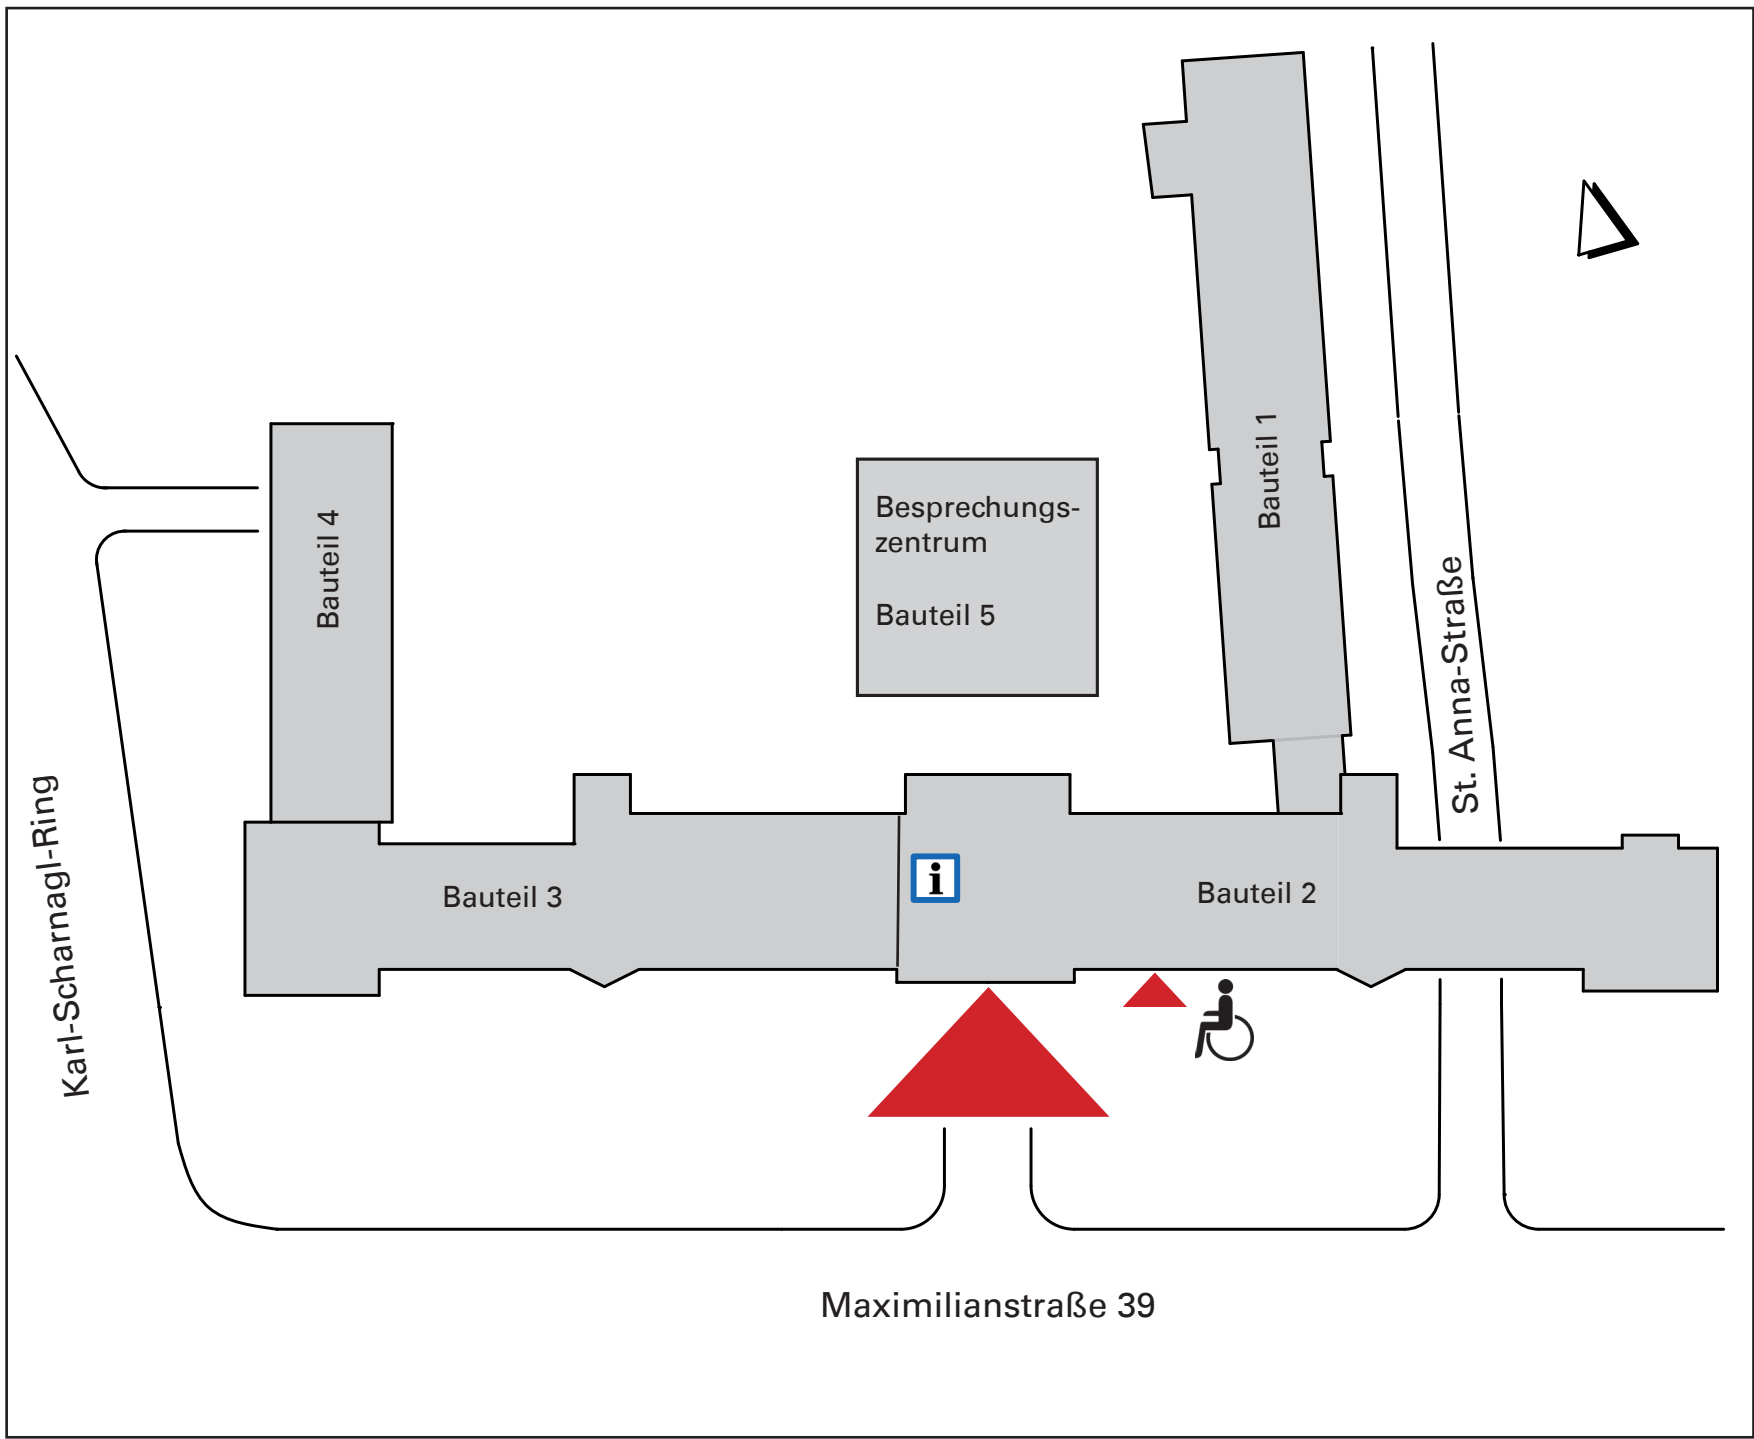 Bauteil 1
Bauteil 4
Besprechungs-
zentrum
Bauteil 5
St. Anna-Straße
Karl-Scharnagl-Ring
Bauteil 3
i
Bauteil 2
Maximilianstraße 39